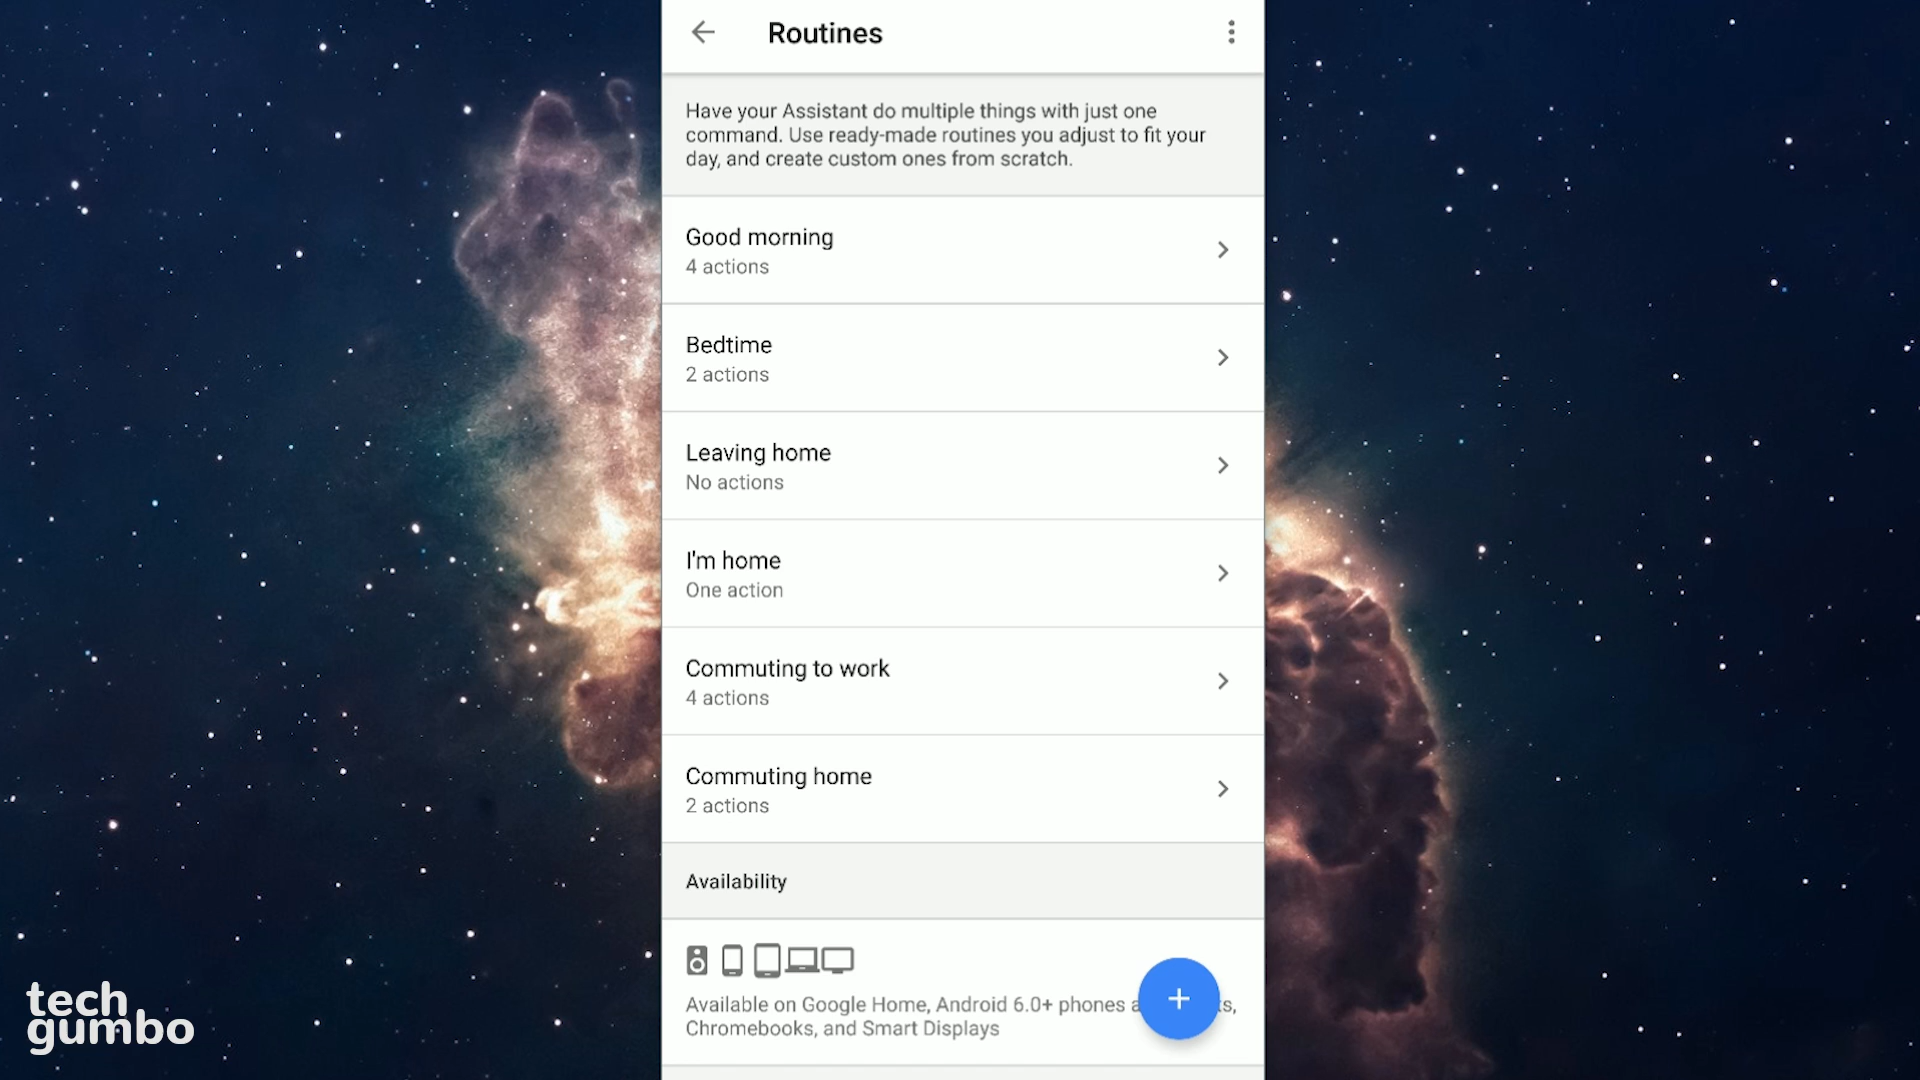 Routines
Have your Assistant do multiple things with just one
command. Use ready-made routines you adjust to fit your
day, and create custom ones from scratch.
Good morning
4 actions
Bedtime
2 actions
Leaving home
No actions
I'm home
One action
Commuting to work
4 actions
Commuting home
2 actions
Availability
Available on Google Home, Android 6.0+ phones
Chromebooks, and Smart Displays
tech
gumbo